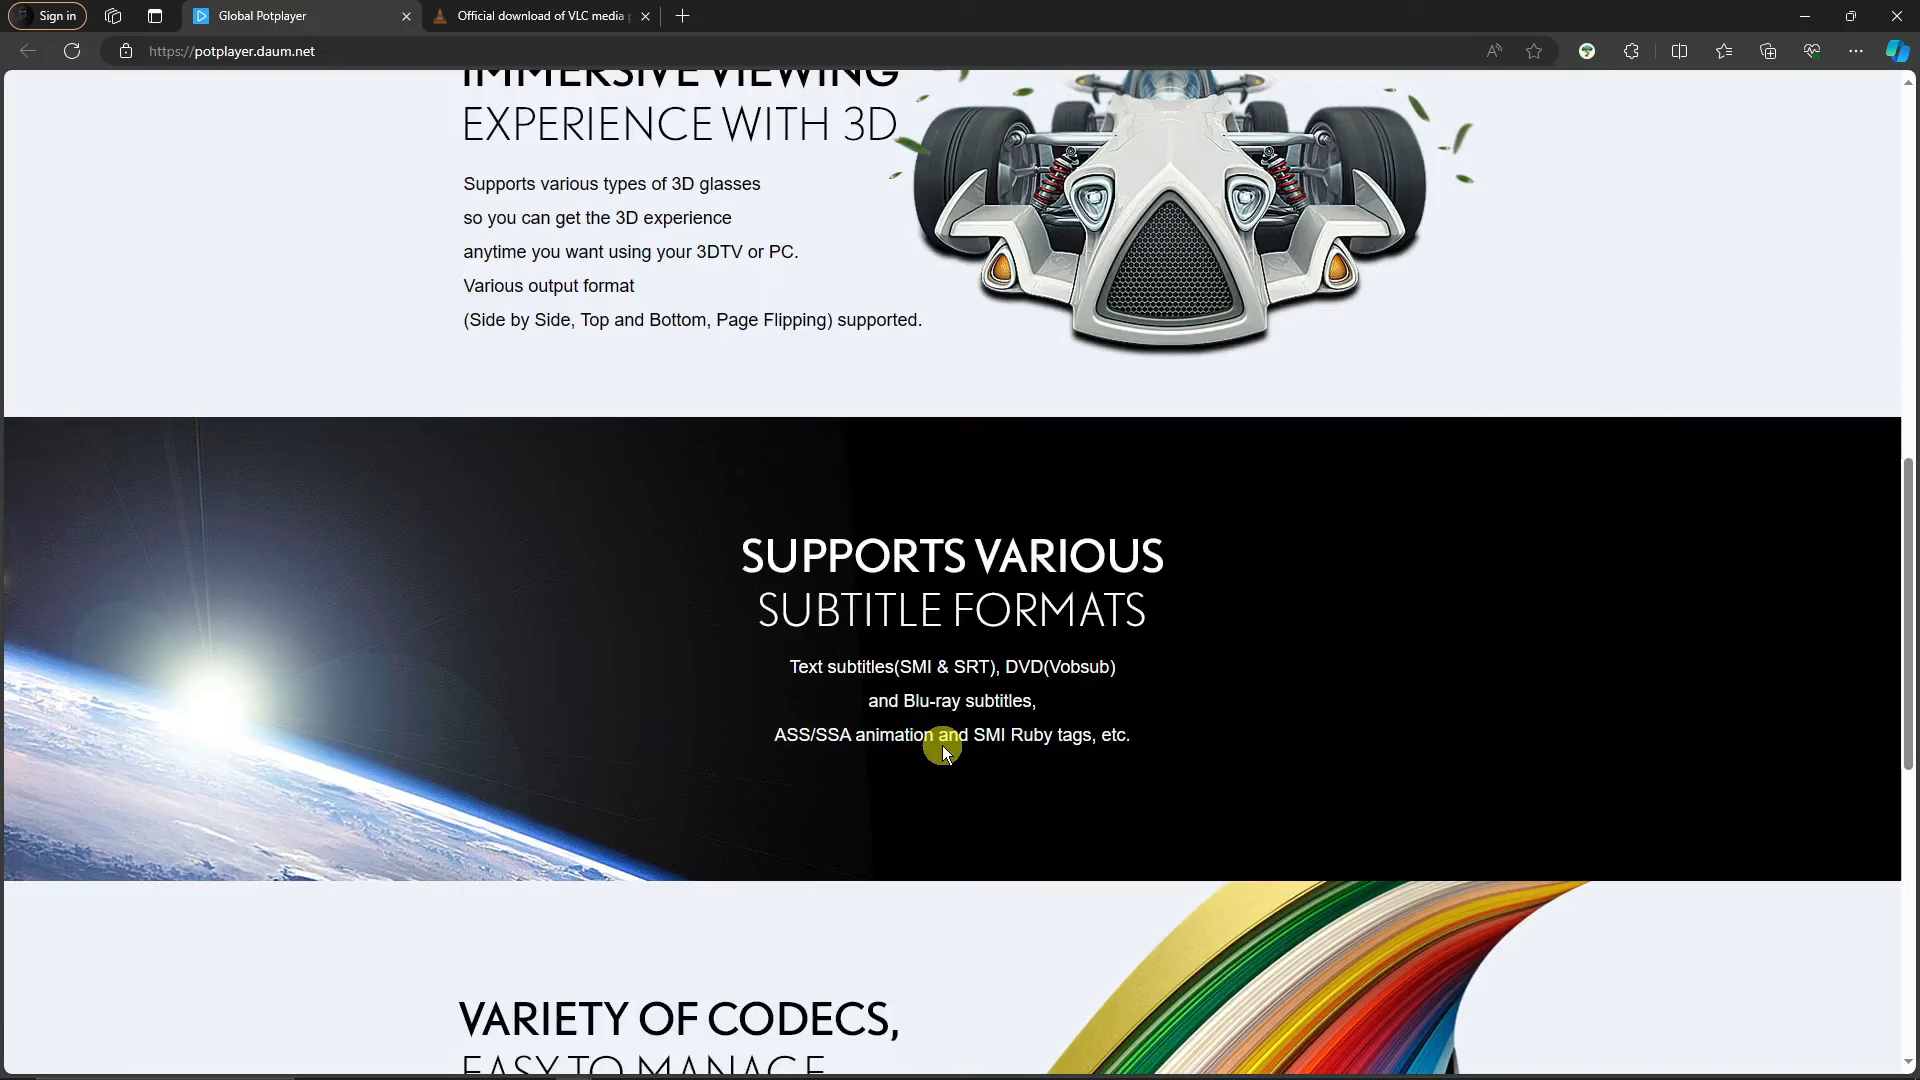 Sign in
Global Potplayer
Official download of VLC media
https://potplayer.daum.net
IMMERSIVE VIEWING
EXPERIENCE WITH 3D
Supports various types of 3D glasses
so you can get the 3D experience
anytime you want using your 3DTV or PC.
Various output format
(Side by Side, Top and Bottom, Page Flipping) supported.
SUPPORTS VARIOUS
SUBTITLE FORMATS
Text subtitles(SMI & SRT), DVD(Vobsub)
and Blu-ray subtitles,
ASS/SSA animation and SMI Ruby tags, etc.
VARIETY OF CODECS,
EASY TO MANAGE